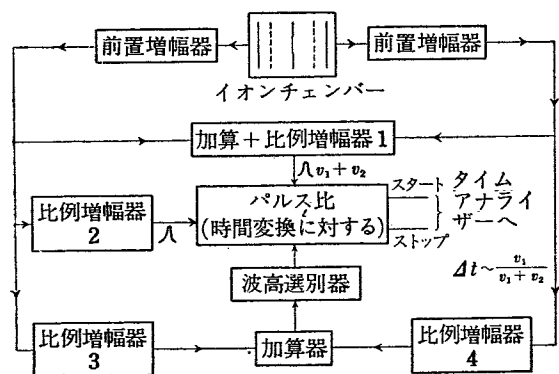 前置増幅器
前置増幅器
イオンチェンバー
加算+比例増幅器1
v₁+v₂
パルス比
(時間変換に対する)
スタート
ストップ
タイム
アナライ
ザーへ
比例増幅器
2
波高選別器
Δt~v₁/(v₁+v₂)
比例増幅器
3
加算器
比例増幅器
4